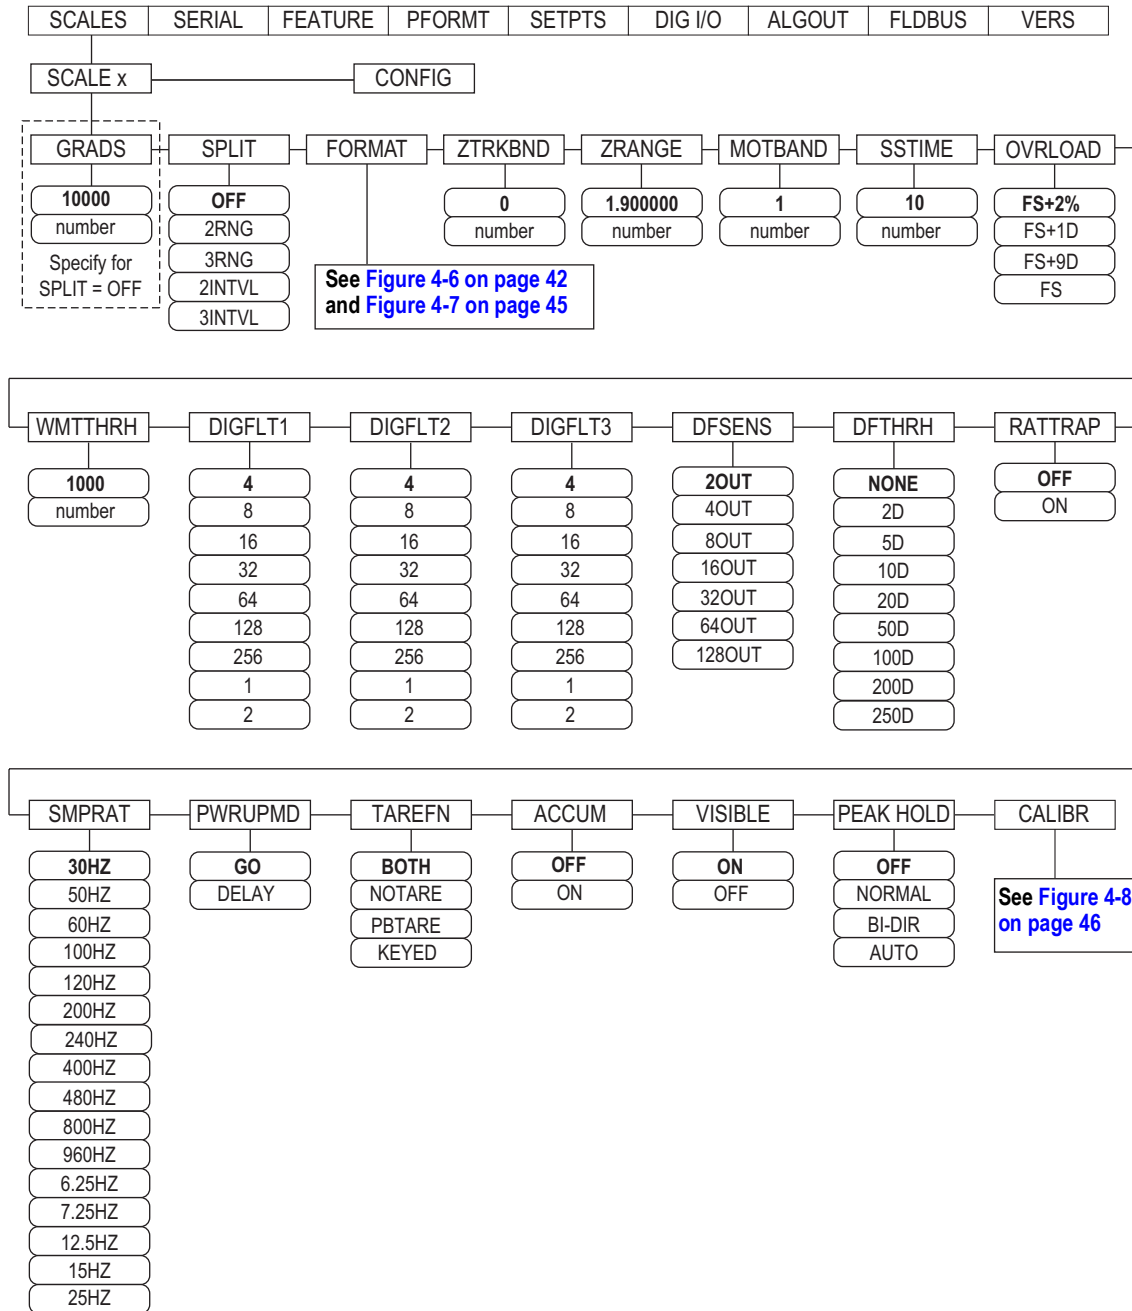 SCALES SERIAL FEATURE PFORMT SETPTS DIG I/O ALGOUT FLDBUS VERS
SCALE x CONFIG
GRADS SPLIT FORMAT ZTRKBND ZRANGE MOTBAND SSTIME OVRLOAD
10000
number
Specify for
SPLIT = OFF
OFF
2RNG
3RNG
2INTVL
3INTVL
See Figure 4-6 on page 42
and Figure 4-7 on page 45
0
number
1.900000
number
1
number
10
number
FS+2%
FS+1D
FS+9D
FS
WMTTHRH DIGFLT1 DIGFLT2 DIGFLT3 DFSENS DFTHRH RATTRAP
1000
number
4
8
16
32
64
128
256
1
2
4
8
16
32
64
128
256
1
2
4
8
16
32
64
128
256
1
2
2OUT
4OUT
8OUT
16OUT
32OUT
64OUT
128OUT
NONE
2D
5D
10D
20D
50D
100D
200D
250D
OFF
ON
SMPRAT PWRUPMD TAREFN ACCUM VISIBLE PEAK HOLD CALIBR
30HZ
50HZ
60HZ
100HZ
120HZ
200HZ
240HZ
400HZ
480HZ
800HZ
960HZ
6.25HZ
7.25HZ
12.5HZ
15HZ
25HZ
GO
DELAY
BOTH
NOTARE
PBTARE
KEYED
OFF
ON
ON
OFF
OFF
NORMAL
BI-DIR
AUTO
See Figure 4-8
on page 46